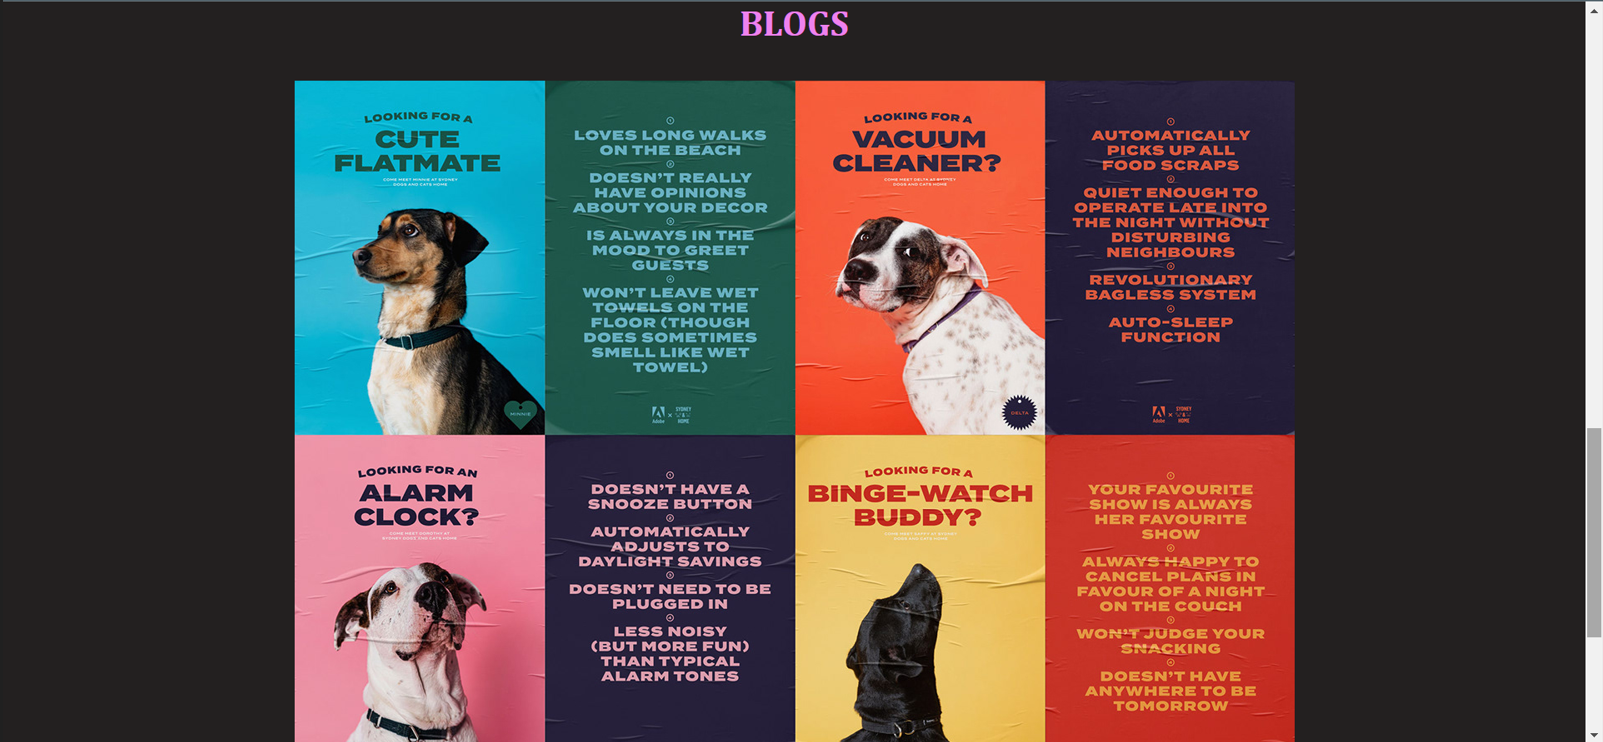 BLOGS
LOOKING FOR A
CUTE
FLATMATE
COME MEET MINNIE AT SYDNEY
DOGS AND CATS HOME
MINNIE
LOVES LONG WALKS
ON THE BEACH
DOESN'T REALLY
HAVE OPINIONS
ABOUT YOUR DECOR
IS ALWAYS IN THE
MOOD TO GREET
GUESTS
WON'T LEAVE WET
TOWELS ON THE
FLOOR (THOUGH
DOES SOMETIMES
SMELL LIKE WET
TOWEL)
Adobe
×
SYDNEY
HOME
LOOKING FOR A
VACUUM
CLEANER?
COME MEET DELTA AT SYDNEY
DOGS AND CATS HOME
DELTA
AUTOMATICALLY
PICKS UP ALL
FOOD SCRAPS
QUIET ENOUGH TO
OPERATE LATE INTO
THE NIGHT WITHOUT
DISTURBING
NEIGHBOURS
REVOLUTIONARY
BAGLESS SYSTEM
AUTO-SLEEP
FUNCTION
Adobe
×
SYDNEY
HOME
LOOKING FOR AN
ALARM
CLOCK?
COME MEET DOROTHY AT
SYDNEY DOGS AND CATS HOME
DOESN'T HAVE A
SNOOZE BUTTON
AUTOMATICALLY
ADJUSTS TO
DAYLIGHT SAVINGS
DOESN'T NEED TO BE
PLUGGED IN
LESS NOISY
(BUT MORE FUN)
THAN TYPICAL
ALARM TONES
LOOKING FOR A
BINGE-WATCH
BUDDY?
COME MEET HAPPY AT SYDNEY
DOGS AND CATS HOME
YOUR FAVOURITE
SHOW IS ALWAYS
HER FAVOURITE
SHOW
ALWAYS HAPPY TO
CANCEL PLANS IN
FAVOUR OF A NIGHT
ON THE COUCH
WON'T JUDGE YOUR
SNACKING
DOESN'T HAVE
ANYWHERE TO BE
TOMORROW